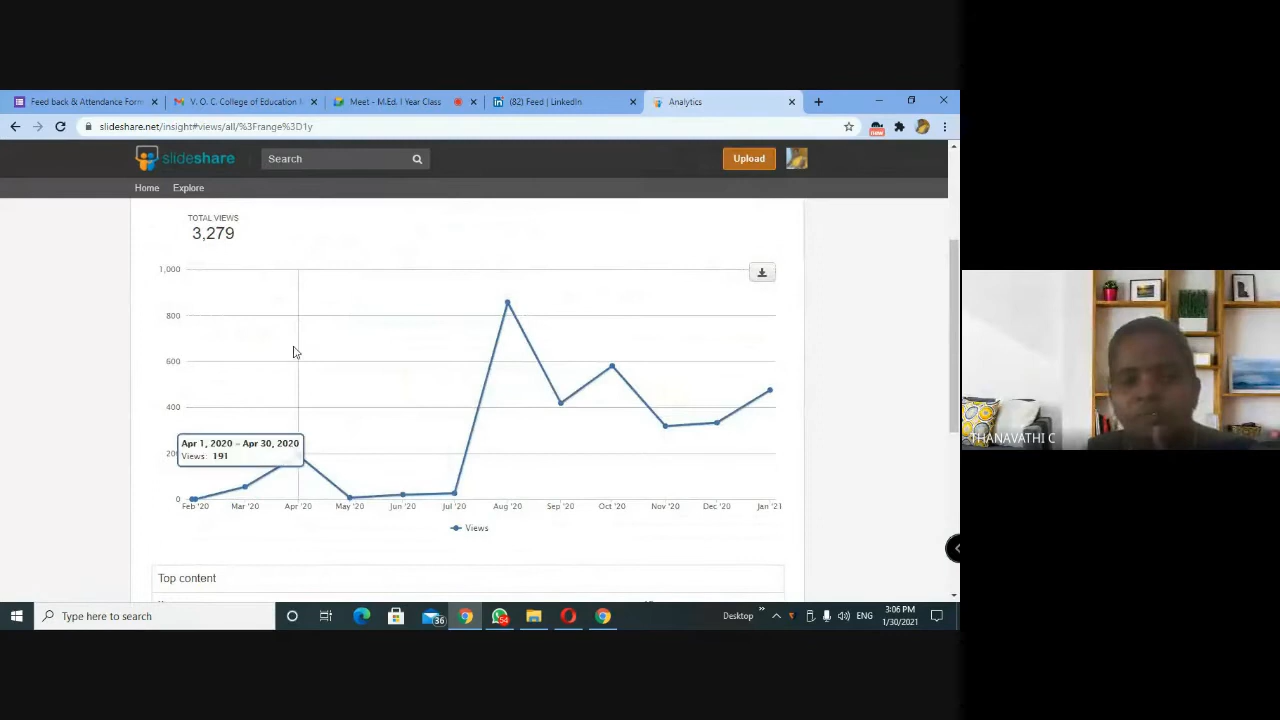 Feed back & Attendance Form
V. O. C. College of Education
Meet - M.Ed. I Year Class
(82) Feed | LinkedIn
Analytics
slideshare.net/insight#views/all/%3Frange%3D1y
new
slideshare
Search
Upload
Home
Explore
TOTAL VIEWS
3,279
1,000
800
600
400
Apr 1, 2020 – Apr 30, 2020
Views: 191
20
0
Feb '20
Mar '20
Apr '20
May '20
Jun '20
Jul '20
Aug '20
Sep '20
Oct '20
Nov '20
Dec '20
Jan '21
Views
THANAVATHI C
Top content
Type here to search
36
54
Desktop
ENG
3:06 PM
1/30/2021